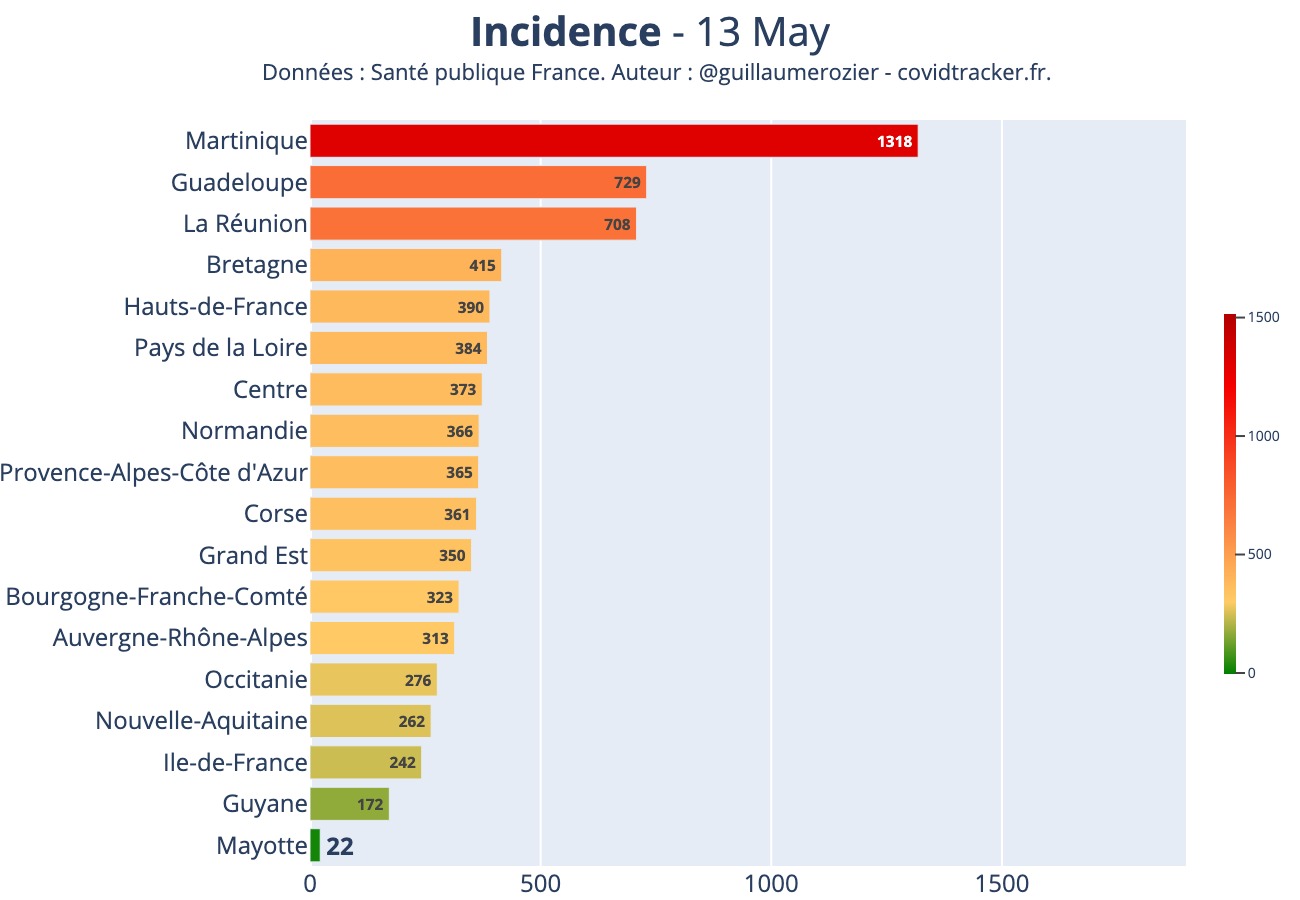 Incidence - 13 May
Données : Santé publique France. Auteur : @guillaumerozier - covidtracker.fr.
Martinique 1318
Guadeloupe 729
La Réunion 708
Bretagne 415
Hauts-de-France 390
Pays de la Loire 384
Centre 373
Normandie 366
Provence-Alpes-Côte d'Azur 365
Corse 361
Grand Est 350
Bourgogne-Franche-Comté 323
Auvergne-Rhône-Alpes 313
Occitanie 276
Nouvelle-Aquitaine 262
Ile-de-France 242
Guyane 172
Mayotte 22
0 500 1000 1500
1500
1000
500
0